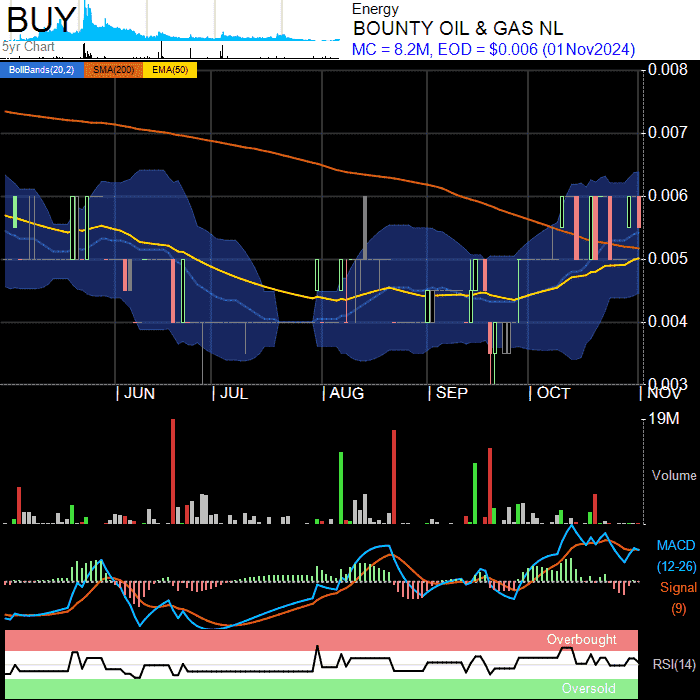 BUY
5yr Chart
Energy
BOUNTY OIL & GAS NL
MC = 8.2M, EOD = $0.006 (01Nov2024)
BollBands(20,2) SMA(200) EMA(50)
0.008
0.007
0.006
0.005
0.004
0.003
JUN JUL AUG SEP OCT NOV
19M
Volume
MACD
(12-26)
Signal
(9)
Overbought
RSI(14)
Oversold